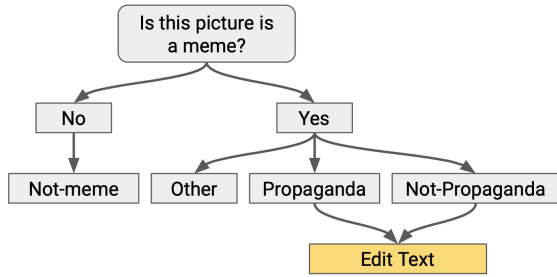 Is this picture is
a meme?
No
Yes
Not-meme
Other
Propaganda
Not-Propaganda
Edit Text